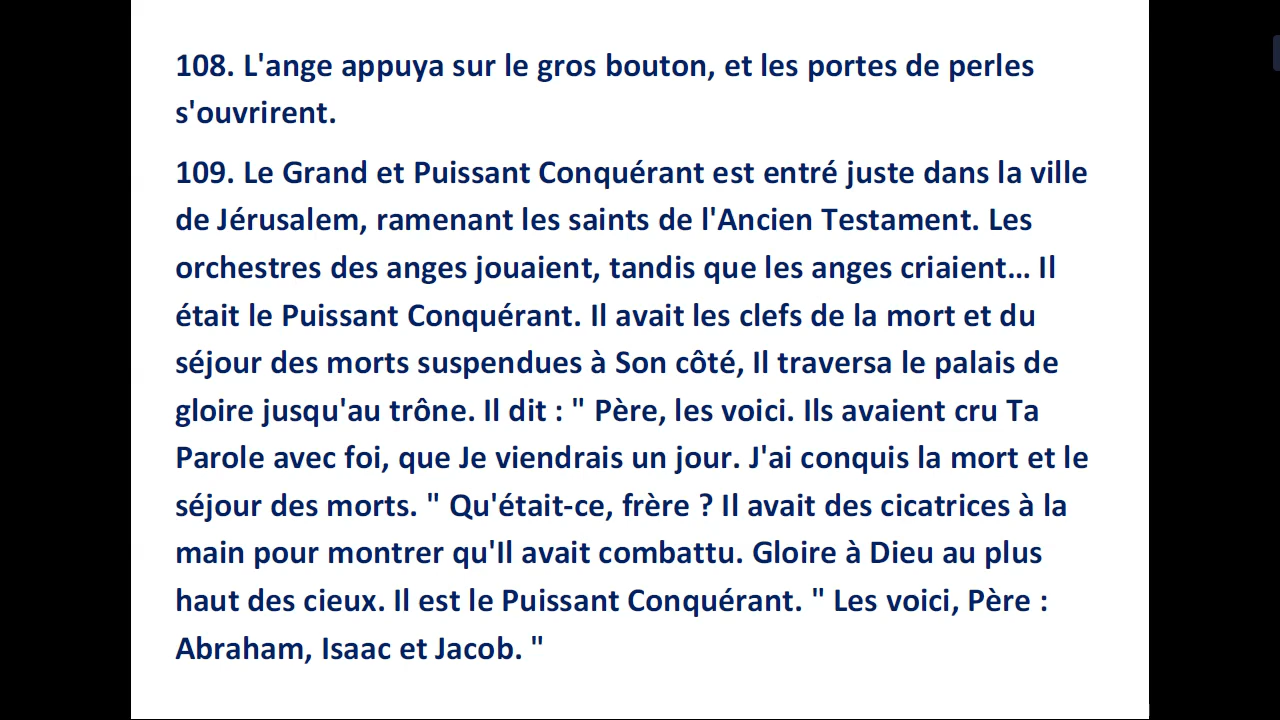 108. L'ange appuya sur le gros bouton, et les portes de perles
s'ouvrirent.
109. Le Grand et Puissant Conquérant est entré juste dans la ville
de Jérusalem, ramenant les saints de l'Ancien Testament. Les
orchestres des anges jouaient, tandis que les anges criaient... Il
était le Puissant Conquérant. Il avait les clefs de la mort et du
séjour des morts suspendues à Son côté, Il traversa le palais de
gloire jusqu'au trône. Il dit : " Père, les voici. Ils avaient cru Ta
Parole avec foi, que Je viendrais un jour. J'ai conquis la mort et le
séjour des morts. " Qu'était-ce, frère ? Il avait des cicatrices à la
main pour montrer qu'Il avait combattu. Gloire à Dieu au plus
haut des cieux. Il est le Puissant Conquérant. " Les voici, Père :
Abraham, Isaac et Jacob. "